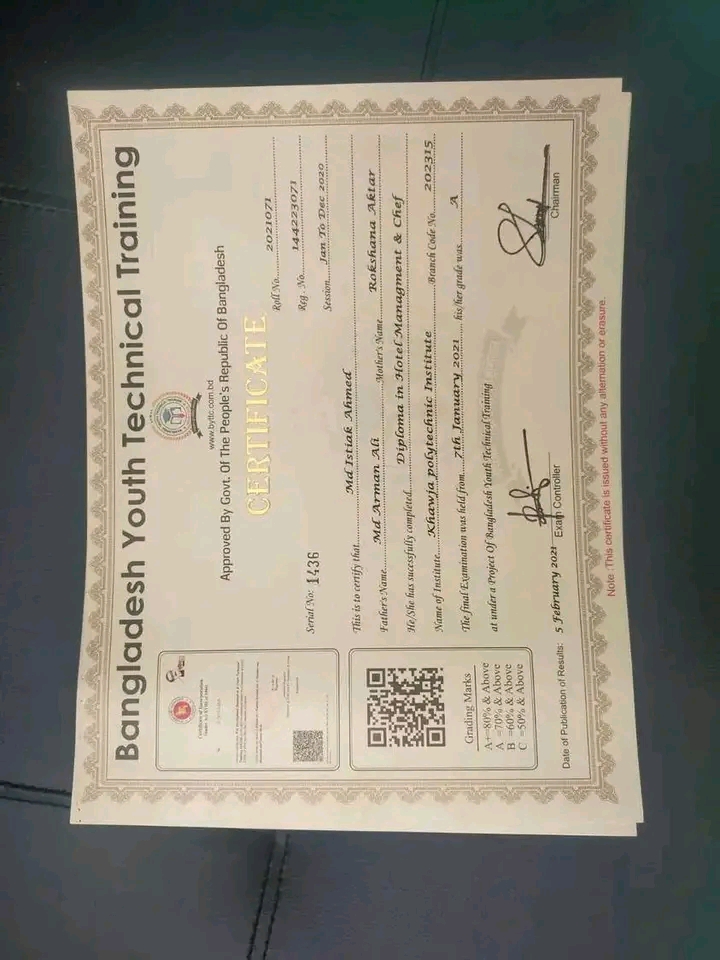 Bangladesh Youth Technical Training
www.byttc.com.bd
Approved By Govt. Of The People's Republic Of Bangladesh
CERTIFICATE
Serial No: 1436
Roll No. 2021071
Reg . No. 144223071
Session Jan To Dec 2020
This is to certify that Md Istiak Ahmed
Father's Name Md Arman Ali Mother's Name Rokshana Aktar
He/She has sucessfully completed Diploma in Hotel Managment & Chef
Name of Institute Khawja polytechnic Institute Branch Code No. 202315
The final Examination was held from 7th January 2021 his/her grade was A
at under a Project Of Bangladesh Youth Technical Training
Certificate of Incorporation
Grading Marks
A+=80% & Above
A =70% & Above
B =60% & Above
C =50% & Above
Date of Publication of Results: 5 February 2021
Exam Controller
Chairman
Note :This certificate is issued without any alternation or erasure.